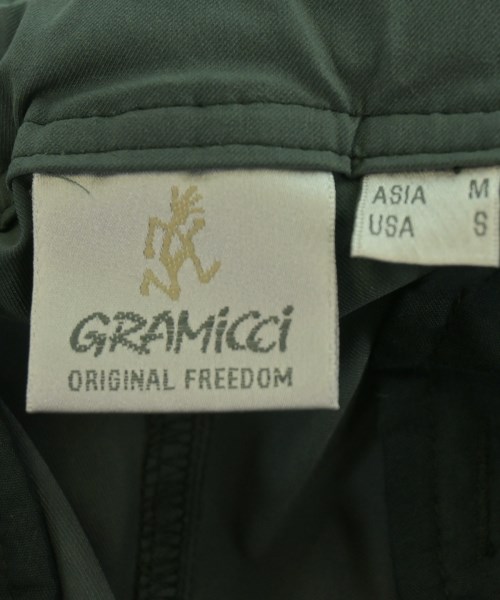 GRAMiCCi
ORIGINAL FREEDOM
ASIA M
USA S